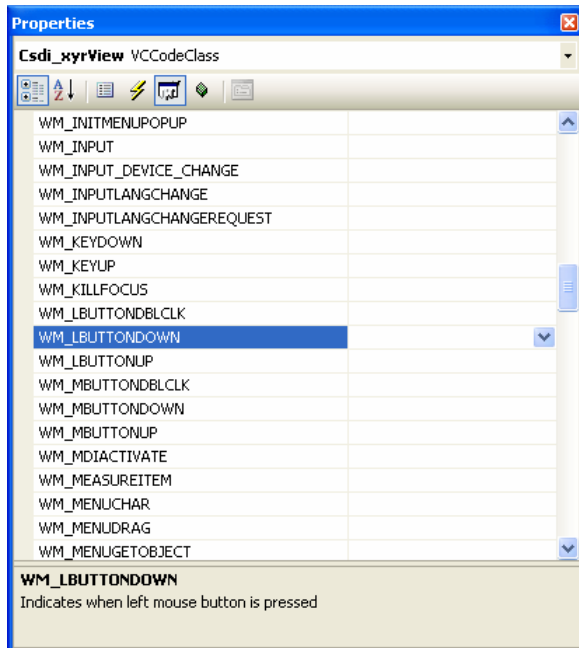 Properties
Csdi_xyrView VCCodeClass
WM_INITMENUPOPUP
WM_INPUT
WM_INPUT_DEVICE_CHANGE
WM_INPUTLANGCHANGE
WM_INPUTLANGCHANGEREQUEST
WM_KEYDOWN
WM_KEYUP
WM_KILLFOCUS
WM_LBUTTONDBLCLK
WM_LBUTTONDOWN
WM_LBUTTONUP
WM_MBUTTONDBLCLK
WM_MBUTTONDOWN
WM_MBUTTONUP
WM_MDIACTIVATE
WM_MEASUREITEM
WM_MENUCHAR
WM_MENUDRAG
WM_MENUGETOBJECT
WM_LBUTTONDOWN
Indicates when left mouse button is pressed